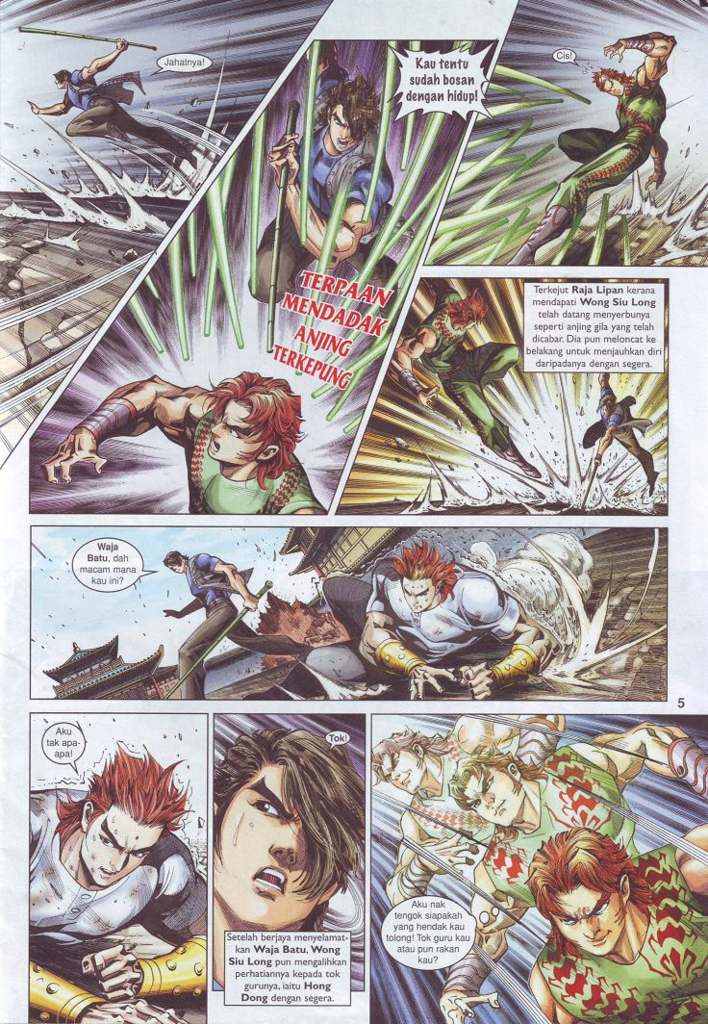 Jahatnya!
Kau tentu
sudah bosan
dengan hidup!
Cis!
TERPAAN
MENDADAK
ANJING
TERKEPUNG
Terkejut Raja Lipan kerana
mendapati Wong Siu Long
telah datang menyerbunya
seperti anjing gila yang telah
dicabar. Dia pun meloncat ke
belakang untuk menjauhkan diri
daripadanya dengan segera.
Waja
Batu, dah
macam mana
kau ini?
5
Aku
tak apa-
apa!
Tok!
Setelah berjaya menyelamat-
kan Waja Batu, Wong
Siu Long pun mengalihkan
perhatiannya kepada tok
gurunya, iaitu Hong
Dong dengan segera.
Aku nak
tengok siapakah
yang hendak kau
tolong! Tok guru kau
atau pun rakan
kau?